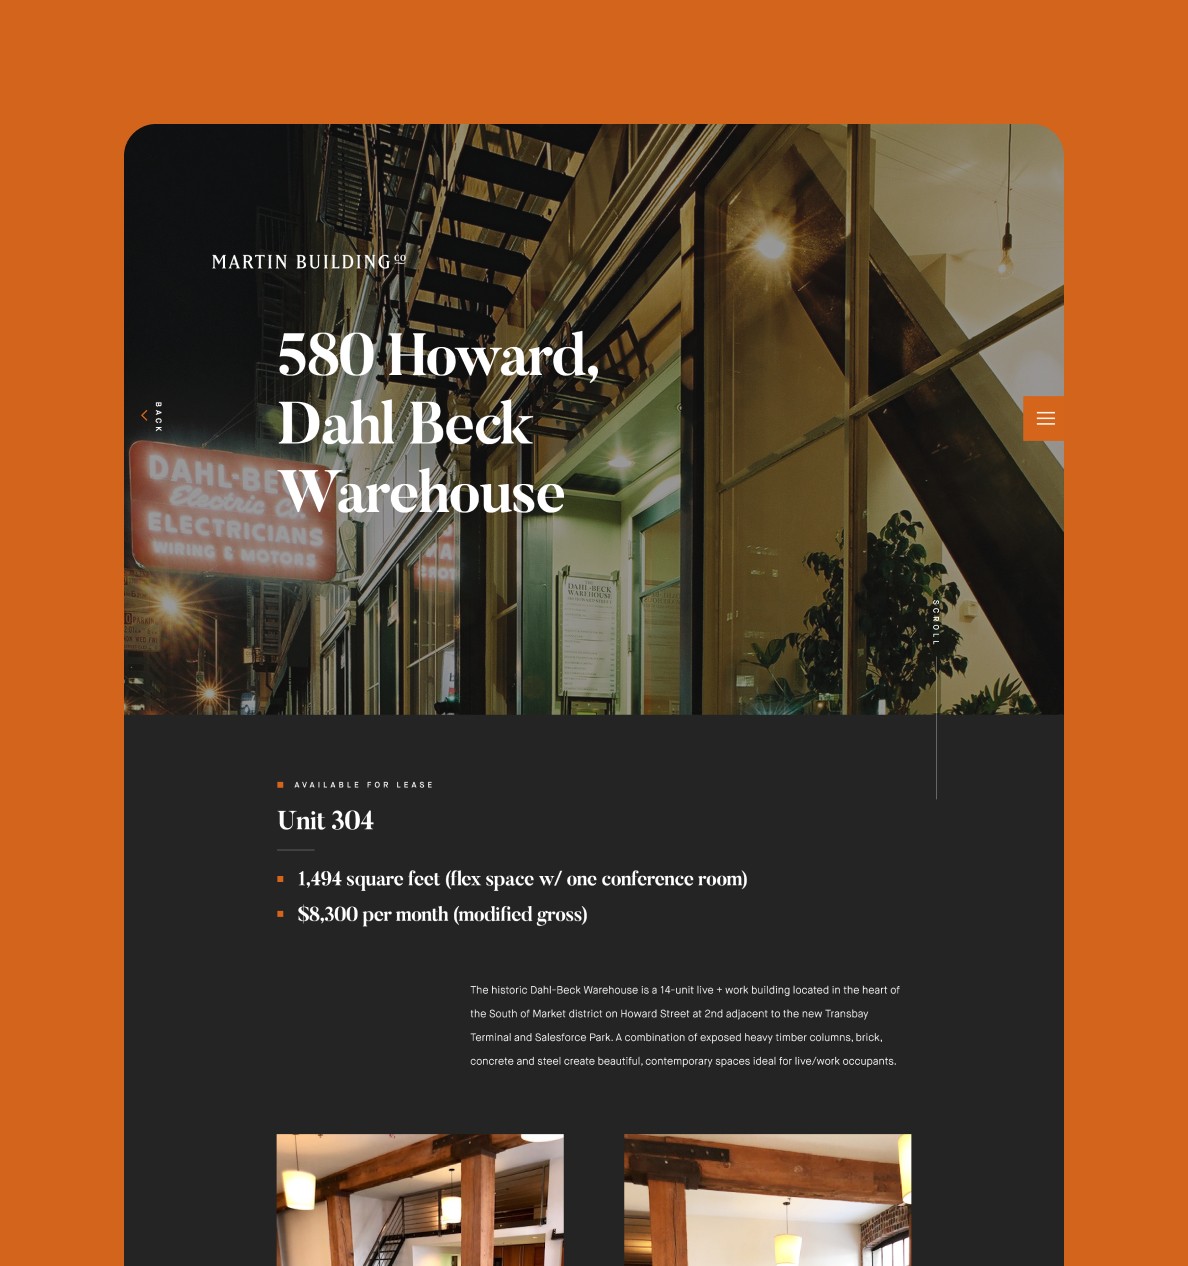 MARTIN BUILDING CO
580 Howard,
Dahl Beck
Warehouse
BACK
DAHL-BE
Electric Co
ELECTRICIANS
WIRING & MOTORS
DAHL-BECK
WAREHOUSE
SCROLL
AVAILABLE FOR LEASE
Unit 304
1,494 square feet (flex space w/ one conference room)
$8,300 per month (modified gross)
The historic Dahl-Beck Warehouse is a 14-unit live + work building located in the heart of
the South of Market district on Howard Street at 2nd adjacent to the new Transbay
Terminal and Salesforce Park. A combination of exposed heavy timber columns, brick,
concrete and steel create beautiful, contemporary spaces ideal for live/work occupants.